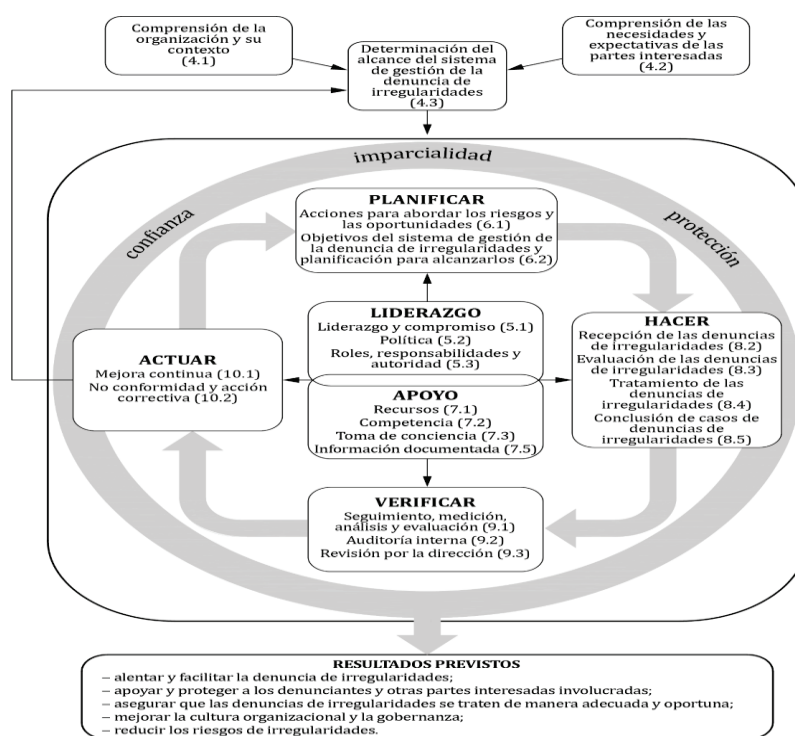 Comprensión de la
organización y su
contexto
(4.1)
Determinación del
alcance del sistema
de gestión de la
denuncia de
irregularidades
(4.3)
Comprensión de las
necesidades y
expectativas de las
partes interesadas
(4.2)
imparcialidad
confianza
protección
PLANIFICAR
Acciones para abordar los riesgos y
las oportunidades (6.1)
Objetivos del sistema de gestión de
la denuncia de irregularidades y
planificación para alcanzarlos (6.2)
LIDERAZGO
Liderazgo y compromiso (5.1)
Política (5.2)
Roles, responsabilidades y
autoridad (5.3)
HACER
Recepción de las denuncias
de irregularidades (8.2)
Evaluación de las denuncias
de irregularidades (8.3)
Tratamiento de las
denuncias de
irregularidades (8.4)
Conclusión de casos de
denuncias de
irregularidades (8.5)
ACTUAR
Mejora continua (10.1)
No conformidad y acción
correctiva (10.2)
APOYO
Recursos (7.1)
Competencia (7.2)
Toma de conciencia (7.3)
Información documentada (7.5)
VERIFICAR
Seguimiento, medición,
análisis y evaluación (9.1)
Auditoría interna (9.2)
Revisión por la dirección (9.3)
RESULTADOS PREVISTOS
– alentar y facilitar la denuncia de irregularidades;
– apoyar y proteger a los denunciantes y otras partes interesadas involucradas;
– asegurar que las denuncias de irregularidades se traten de manera adecuada y oportuna;
– mejorar la cultura organizacional y la gobernanza;
– reducir los riesgos de irregularidades.